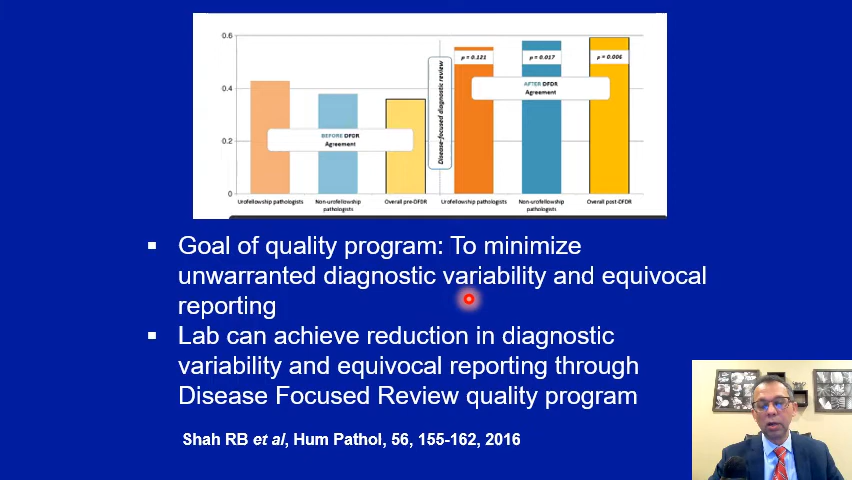 0.6
0.4
0.2
0
BEFORE DFDR
Agreement
Disease-focused diagnostic review
p = 0.121
p = 0.017
p = 0.006
AFTER DFDR
Agreement
Urofellowship pathologists
Non-urofellowship
pathologists
Overall pre-DFDR
Urofellowship pathologists
Non-urofellowship
pathologists
Overall post-DFDR
▪ Goal of quality program: To minimize
unwarranted diagnostic variability and equivocal
reporting
▪ Lab can achieve reduction in diagnostic
variability and equivocal reporting through
Disease Focused Review quality program
Shah RB et al, Hum Pathol, 56, 155-162, 2016